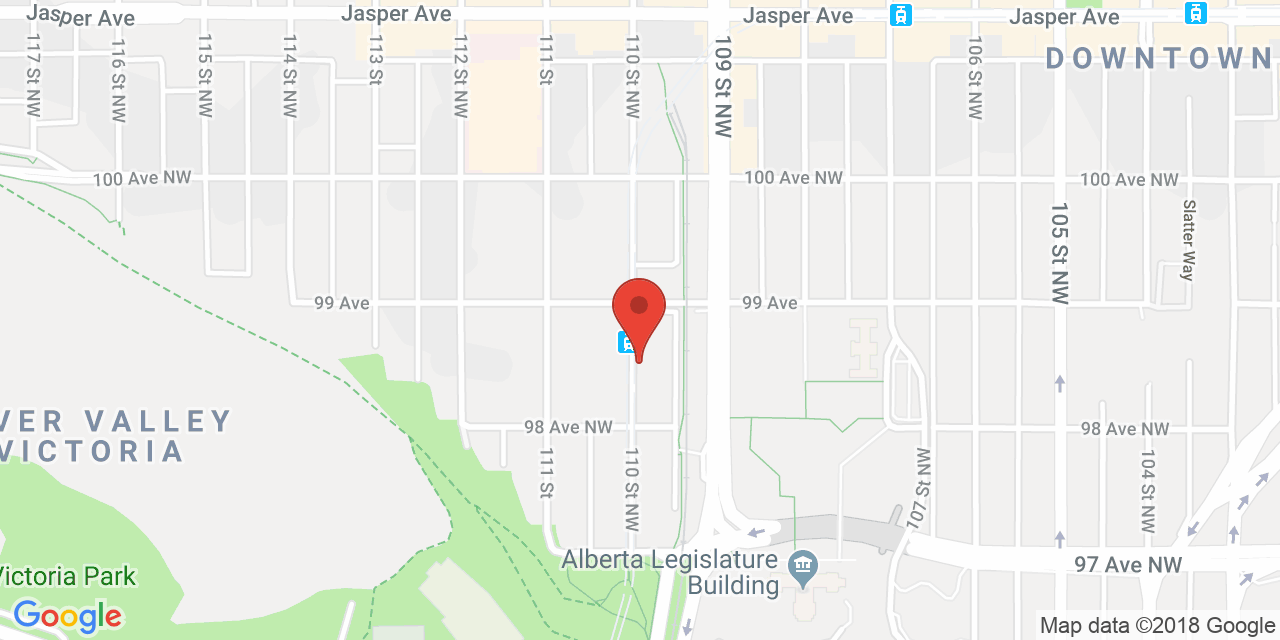 Jasper Ave
Jasper Ave
Jasper Ave
Jasper Ave
117 St NW
116 St NW
115 St NW
114 St NW
113 St
112 St NW
111 St
110 St NW
109 St NW
106 St NW
DOWNTOWN
100 Ave NW
100 Ave NW
100 Ave NW
105 St NW
Slatter Way
99 Ave
99 Ave
VER VALLEY
VICTORIA
98 Ave NW
98 Ave NW
111 St
110 St NW
107 St NW
104 St NW
Alberta Legislature
Building
97 Ave NW
Victoria Park
Google
Map data ©2018 Google